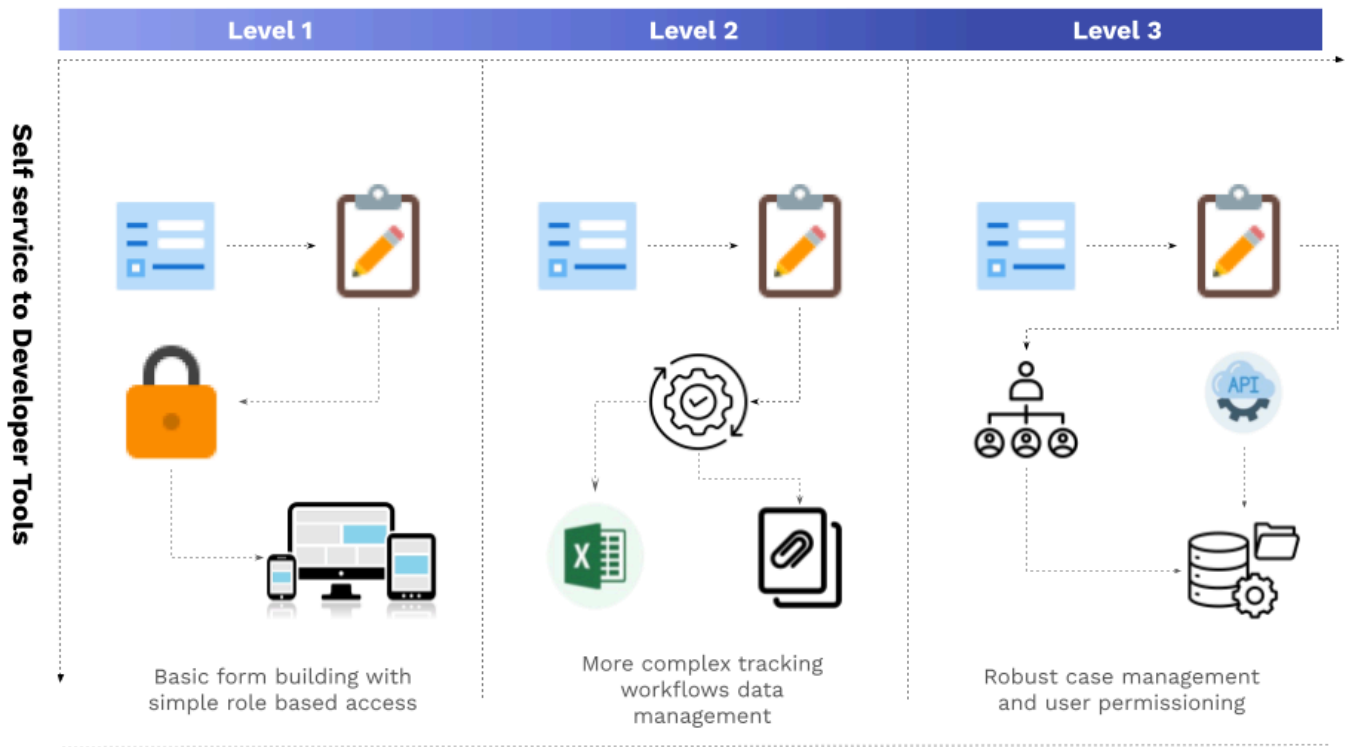 Level 1
Level 2
Level 3
Self service to Developer Tools
API
X
Basic form building with
simple role based access
More complex tracking
workflows data
management
Robust case management
and user permissioning